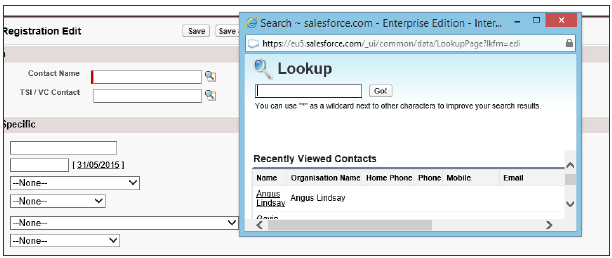 Registration Edit
Save
Save
Contact Name
TSI / VC Contact
Specific
[ 31/05/2015 ]
--None--
--None--
--None--
--None--
Search ~ salesforce.com - Enterprise Edition - Inter...
https://eu5.salesforce.com/_ui/common/data/LookupPage?lkfm=edi
Lookup
Go!
You can use "*" as a wildcard next to other characters to improve your search results.
Recently Viewed Contacts
Name Organisation Name Home Phone Phone Mobile Email
Angus Angus Lindsay
Lindsay